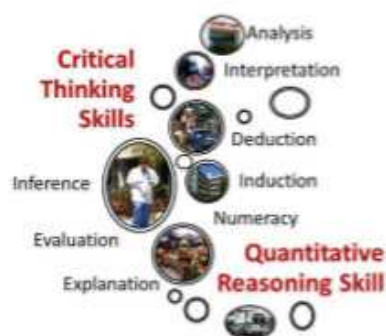 Analysis
Critical
Thinking
Skills
Interpretation
Deduction
Inference
Induction
Numeracy
Evaluation
Quantitative
Reasoning Skill
Explanation